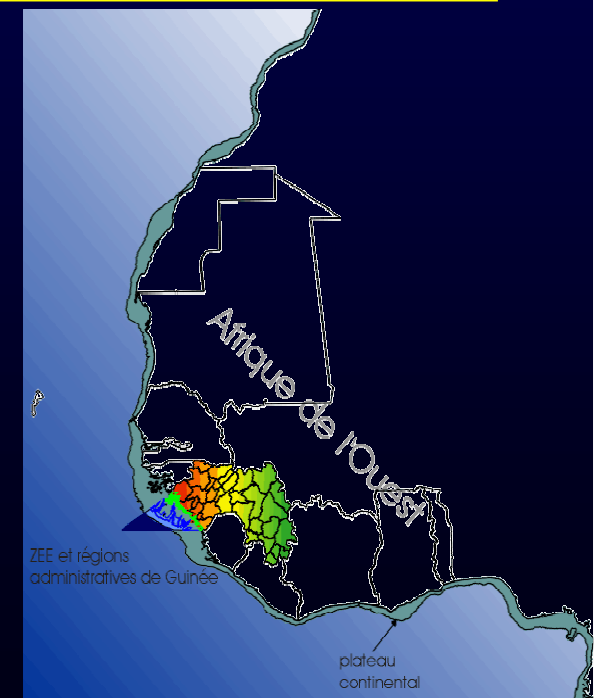 Afrique de l'Ouest
ZEE et régions
administratives de Guinée
plateau
continental